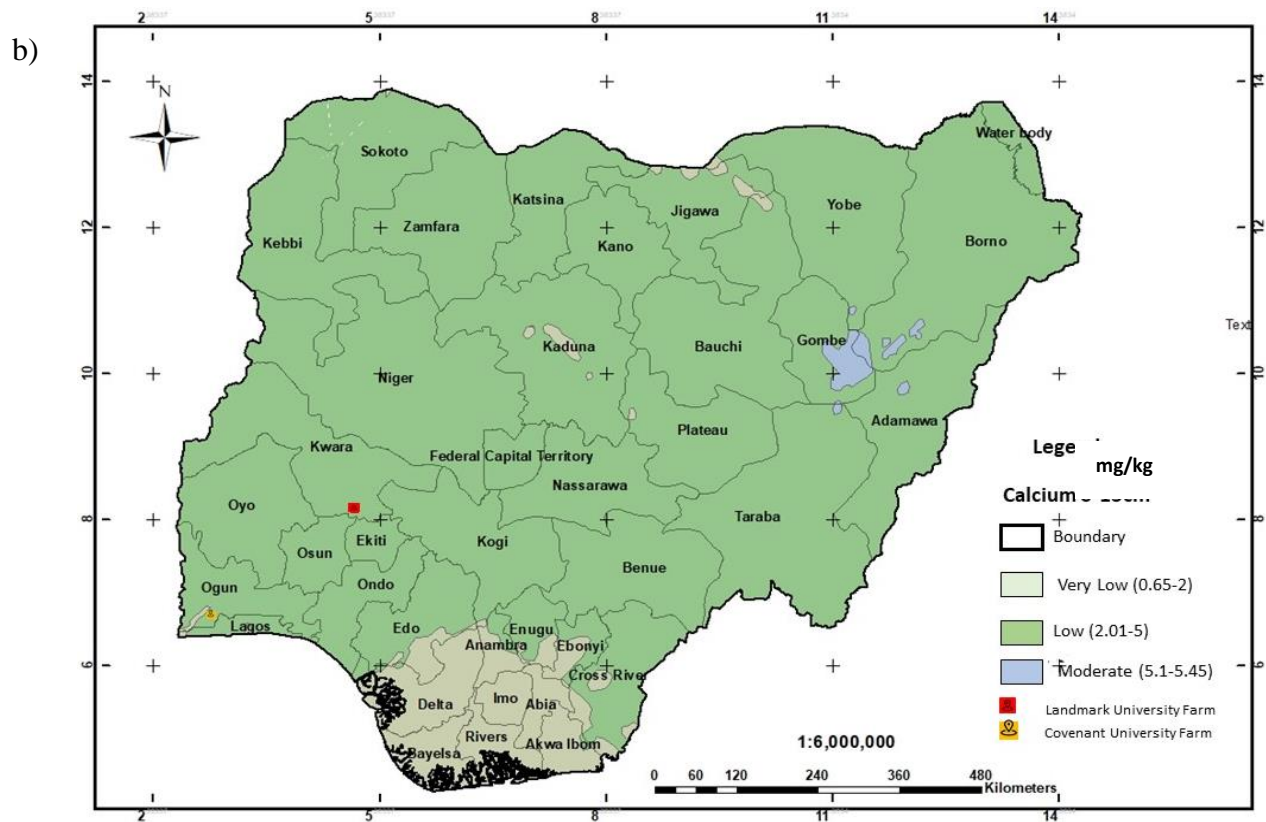 b)
2 5 8 11 14
14 14
N
Water body
Sokoto
Katsina
Jigawa
Yobe
Zamfara
12 12
Kebbi
Kano
Borno
Text
Gombe
Kaduna
Bauchi
10 10
Niger
Adamawa
Plateau
Kwara
Federal Capital Territory
Nassarawa
Oyo
Taraba
8 8
Osun
Ekiti
Kogi
Benue
Ogun
Ondo
Lagos
Edo
Enugu
Anambra
Ebonyi
6 6
Cross Rive
Delta
Imo
Abia
Rivers
Akwa Ibom
Bayelsa
mg/kg
Calcium
Boundary
Very Low (0.65-2)
Low (2.01-5)
Moderate (5.1-5.45)
Landmark University Farm
Covenant University Farm
1:6,000,000
0 60 120 240 360 480
Kilometers
2 5 8 11 14